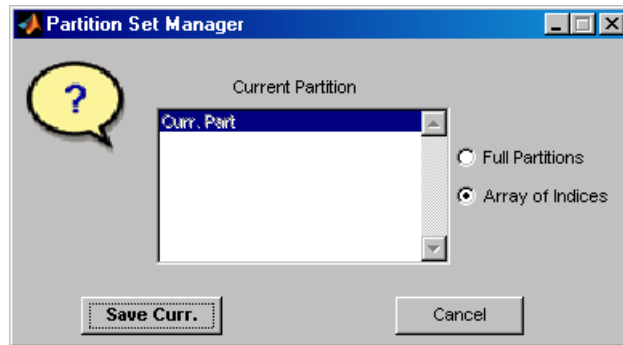 Partition Set Manager
?
Current Partition
Curr. Part
Full Partitions
Array of Indices
Save Curr.
Cancel